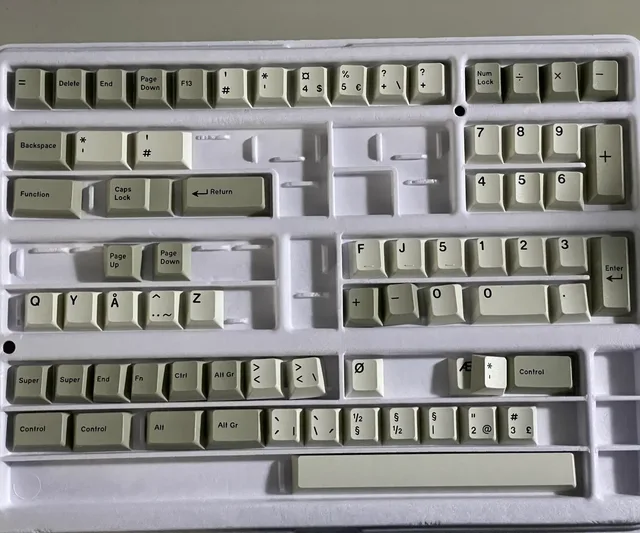 = Delete End Page Down F13 ' # * ' ¤ 4 $ % 5 € ? + \ ? + Num Lock ÷ × −
Backspace * ' ' # 7 8 9 +
Function Caps Lock ← Return 4 5 6
Page Up Page Down F J 5 1 2 3 Enter
Q Y Å ^ ¨ ~ Z + − 0 0 .
Super Super End Fn Ctrl Alt Gr > < > < \ Ø Æ * ' Control
Control Control Alt Alt Gr ½ § § ½ § | " 2 @ # 3 £